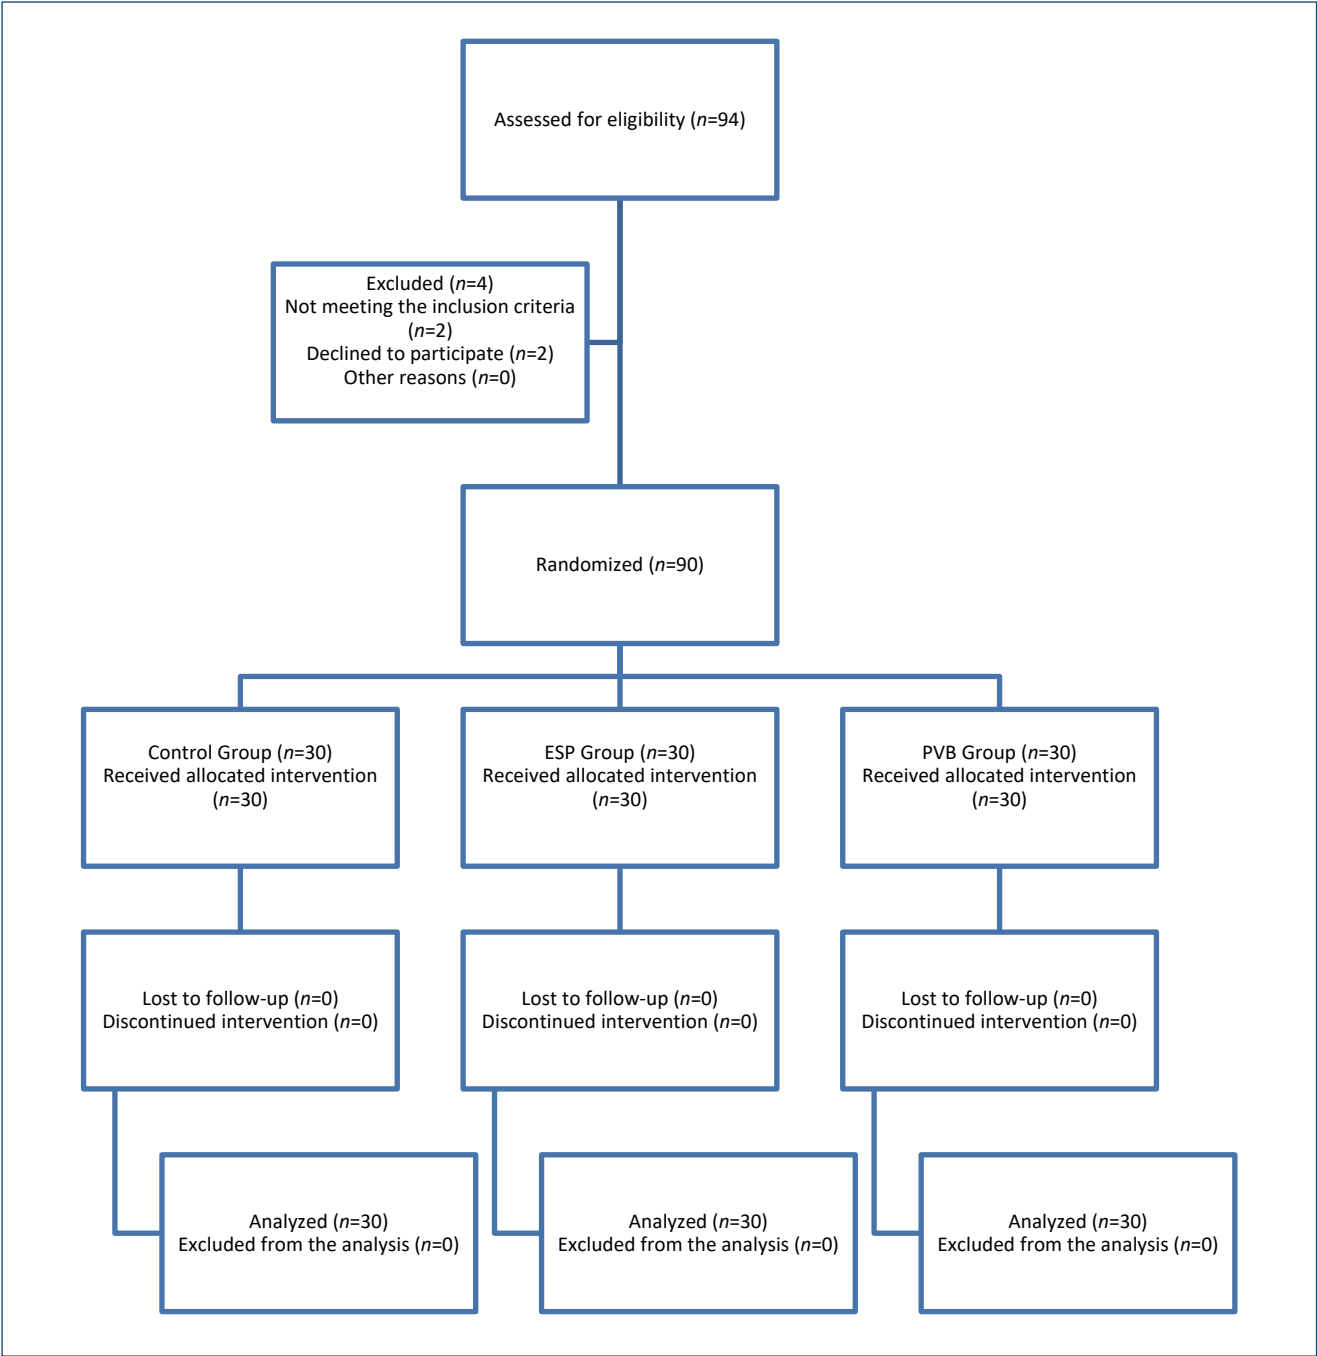 Assessed for eligibility (n=94)
Excluded (n=4)
Not meeting the inclusion criteria
(n=2)
Declined to participate (n=2)
Other reasons (n=0)
Randomized (n=90)
Control Group (n=30)
Received allocated intervention
(n=30)
ESP Group (n=30)
Received allocated intervention
(n=30)
PVB Group (n=30)
Received allocated intervention
(n=30)
Lost to follow-up (n=0)
Discontinued intervention (n=0)
Lost to follow-up (n=0)
Discontinued intervention (n=0)
Lost to follow-up (n=0)
Discontinued intervention (n=0)
Analyzed (n=30)
Excluded from the analysis (n=0)
Analyzed (n=30)
Excluded from the analysis (n=0)
Analyzed (n=30)
Excluded from the analysis (n=0)